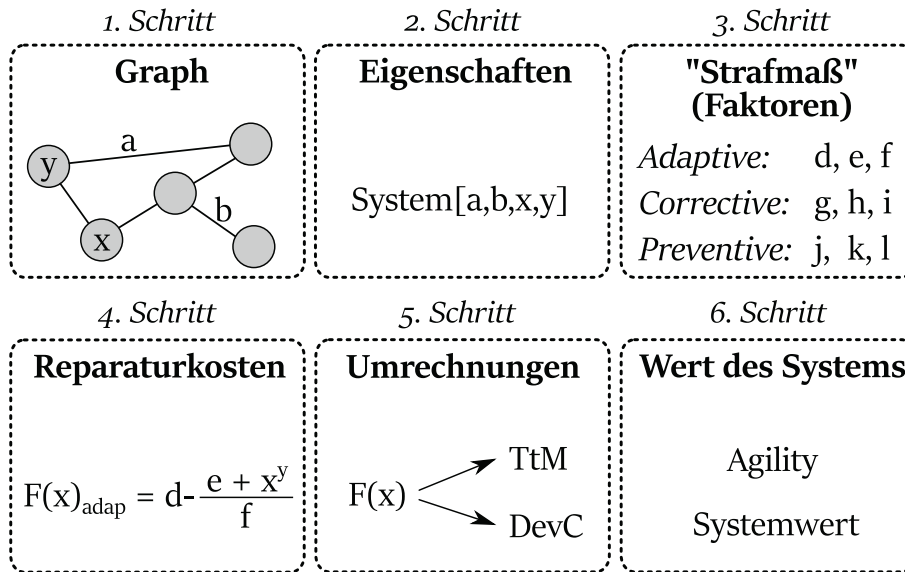 1. Schritt
Graph
a
y
x
b
2. Schritt
Eigenschaften
System[a,b,x,y]
3. Schritt
"Strafmaß"
(Faktoren)
Adaptive: d, e, f
Corrective: g, h, i
Preventive: j, k, l
4. Schritt
Reparaturkosten
F(x)adap = d- e + x^y / f
5. Schritt
Umrechnungen
F(x)
TtM
DevC
6. Schritt
Wert des Systems
Agility
Systemwert